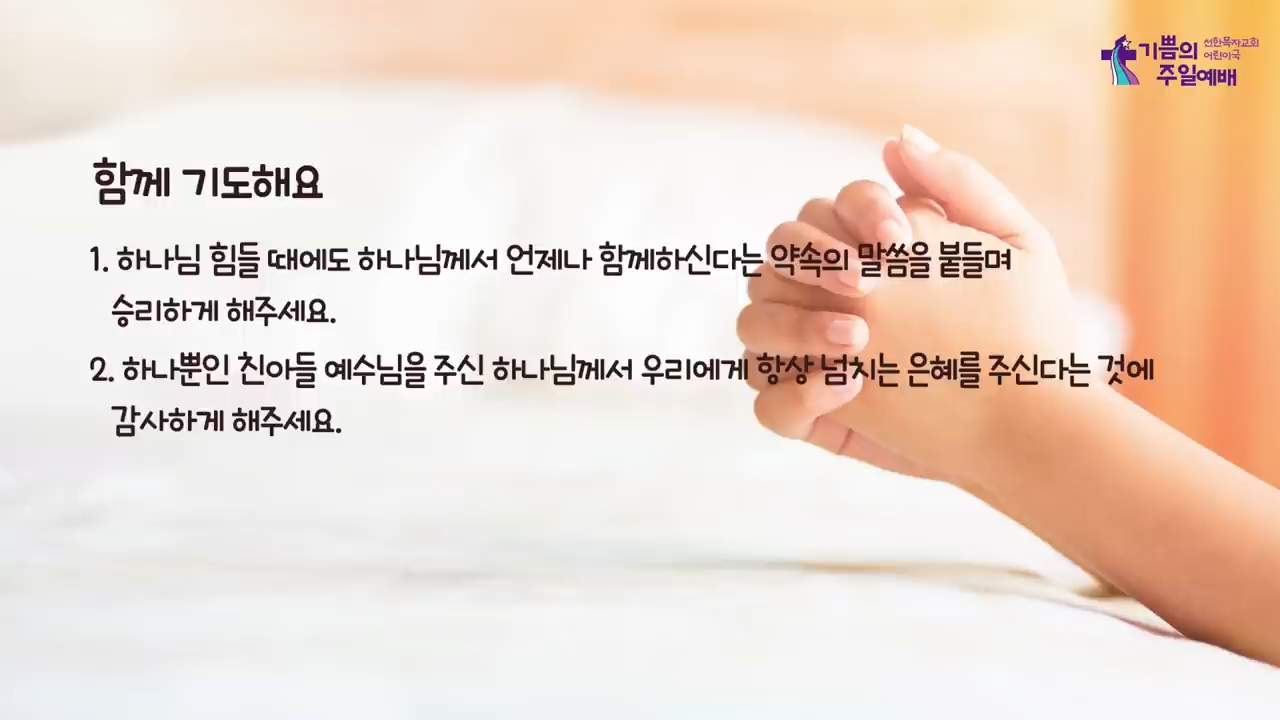 기쁨의 선한목자교회
어린이국
주일예배
함께 기도해요
1. 하나님 힘들 때에도 하나님께서 언제나 함께하신다는 약속의 말씀을 붙들며
승리하게 해주세요.
2. 하나뿐인 친아들 예수님을 주신 하나님께서 우리에게 항상 넘치는 은혜를 주신다는 것에
감사하게 해주세요.